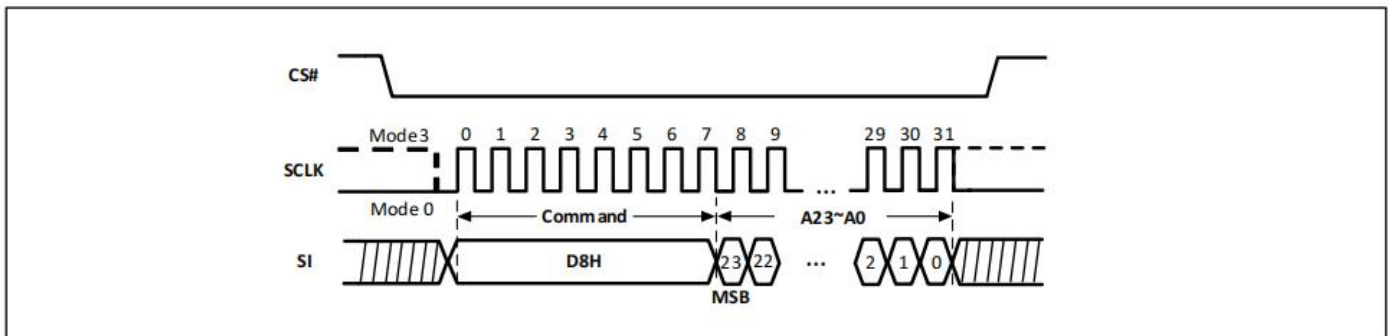 CS#
Mode3 0 1 2 3 4 5 6 7 8 9 29 30 31
SCLK
...
Mode 0 Command A23~A0
SI D8H 23 22 ... 2 1 0
MSB